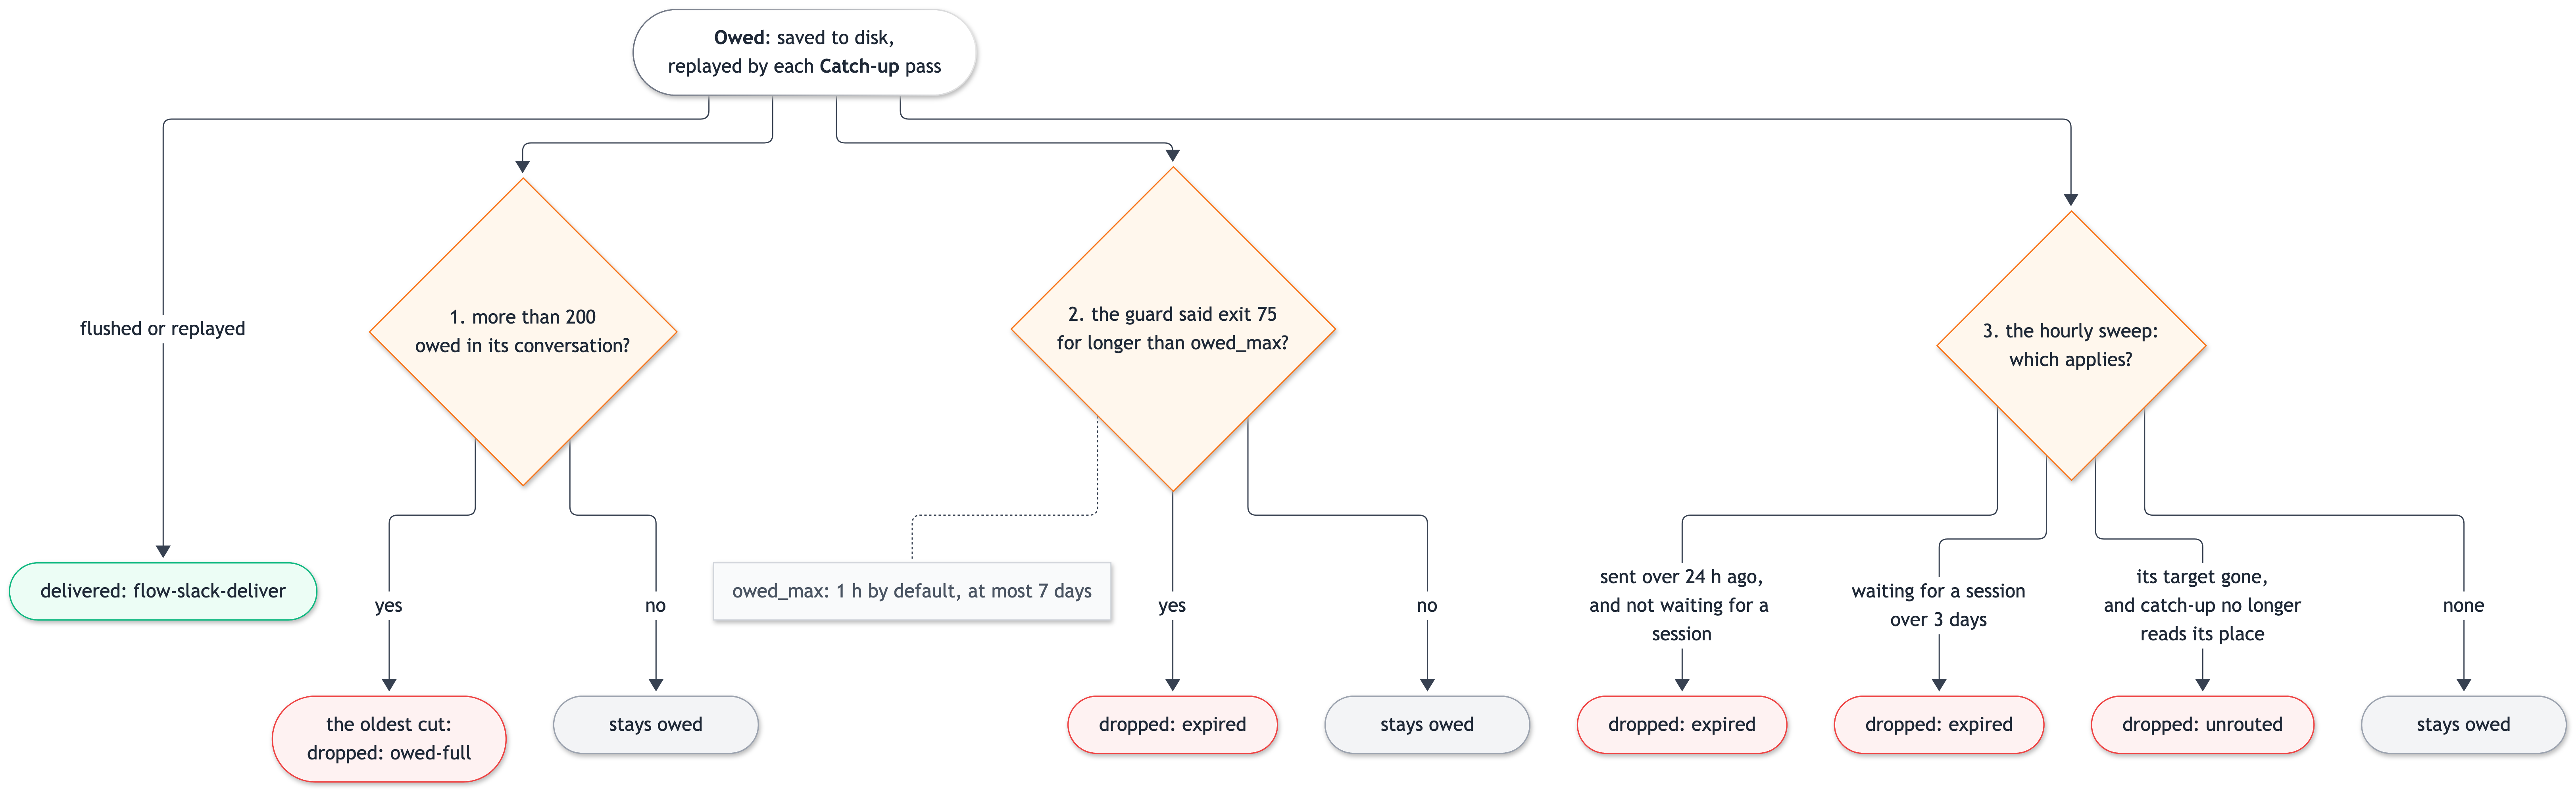 Owed: saved to disk,
replayed by each Catch-up pass
flushed or replayed
1. more than 200
owed in its conversation?
2. the guard said exit 75
for longer than owed_max?
3. the hourly sweep:
which applies?
delivered: flow-slack-deliver
yes
no
owed_max: 1 h by default, at most 7 days
yes
no
sent over 24 h ago,
and not waiting for a
session
waiting for a session
over 3 days
its target gone,
and catch-up no longer
reads its place
none
the oldest cut:
dropped: owed-full
stays owed
dropped: expired
stays owed
dropped: expired
dropped: expired
dropped: unrouted
stays owed